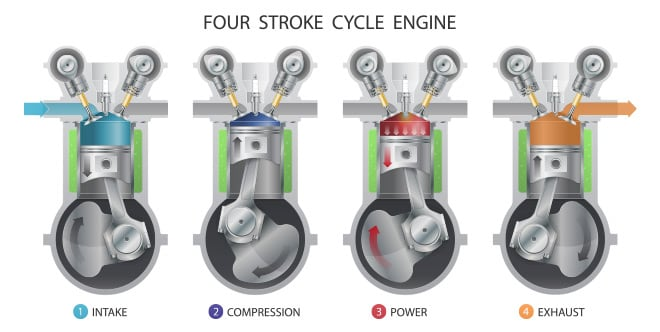 FOUR STROKE CYCLE ENGINE
1 INTAKE
2 COMPRESSION
3 POWER
4 EXHAUST